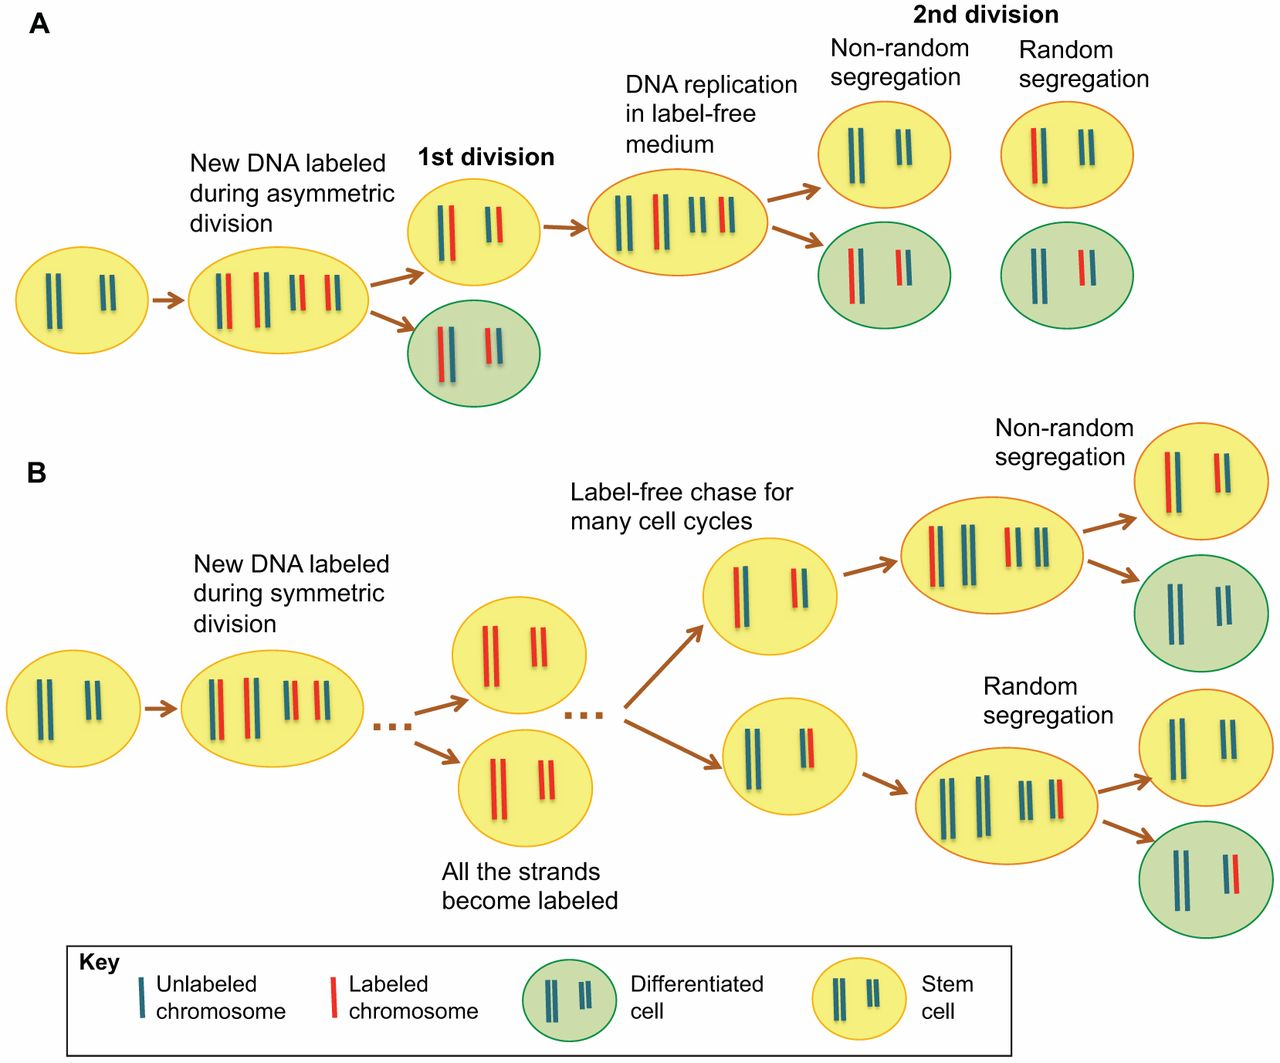 A
New DNA labeled
during asymmetric
division
1st division
DNA replication
in label-free
medium
2nd division
Non-random
segregation
Random
segregation
B
New DNA labeled
during symmetric
division
All the strands
become labeled
Label-free chase for
many cell cycles
Non-random
segregation
Random
segregation
Key
Unlabeled
chromosome
Labeled
chromosome
Differentiated
cell
Stem
cell